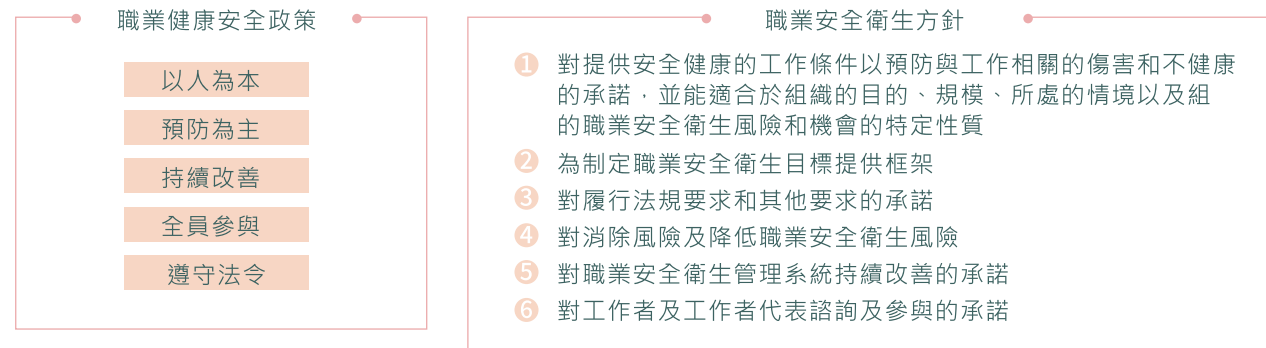 職業健康安全政策
以人為本
預防為主
持續改善
全員參與
遵守法令
職業安全衛生方針
1 對提供安全健康的工作條件以預防與工作相關的傷害和不健康
的承諾，並能適合於組織的目的、規模、所處的情境以及組
的職業安全衛生風險和機會的特定性質
2 為制定職業安全衛生目標提供框架
3 對履行法規要求和其他要求的承諾
4 對消除風險及降低職業安全衛生風險
5 對職業安全衛生管理系統持續改善的承諾
6 對工作者及工作者代表諮詢及參與的承諾